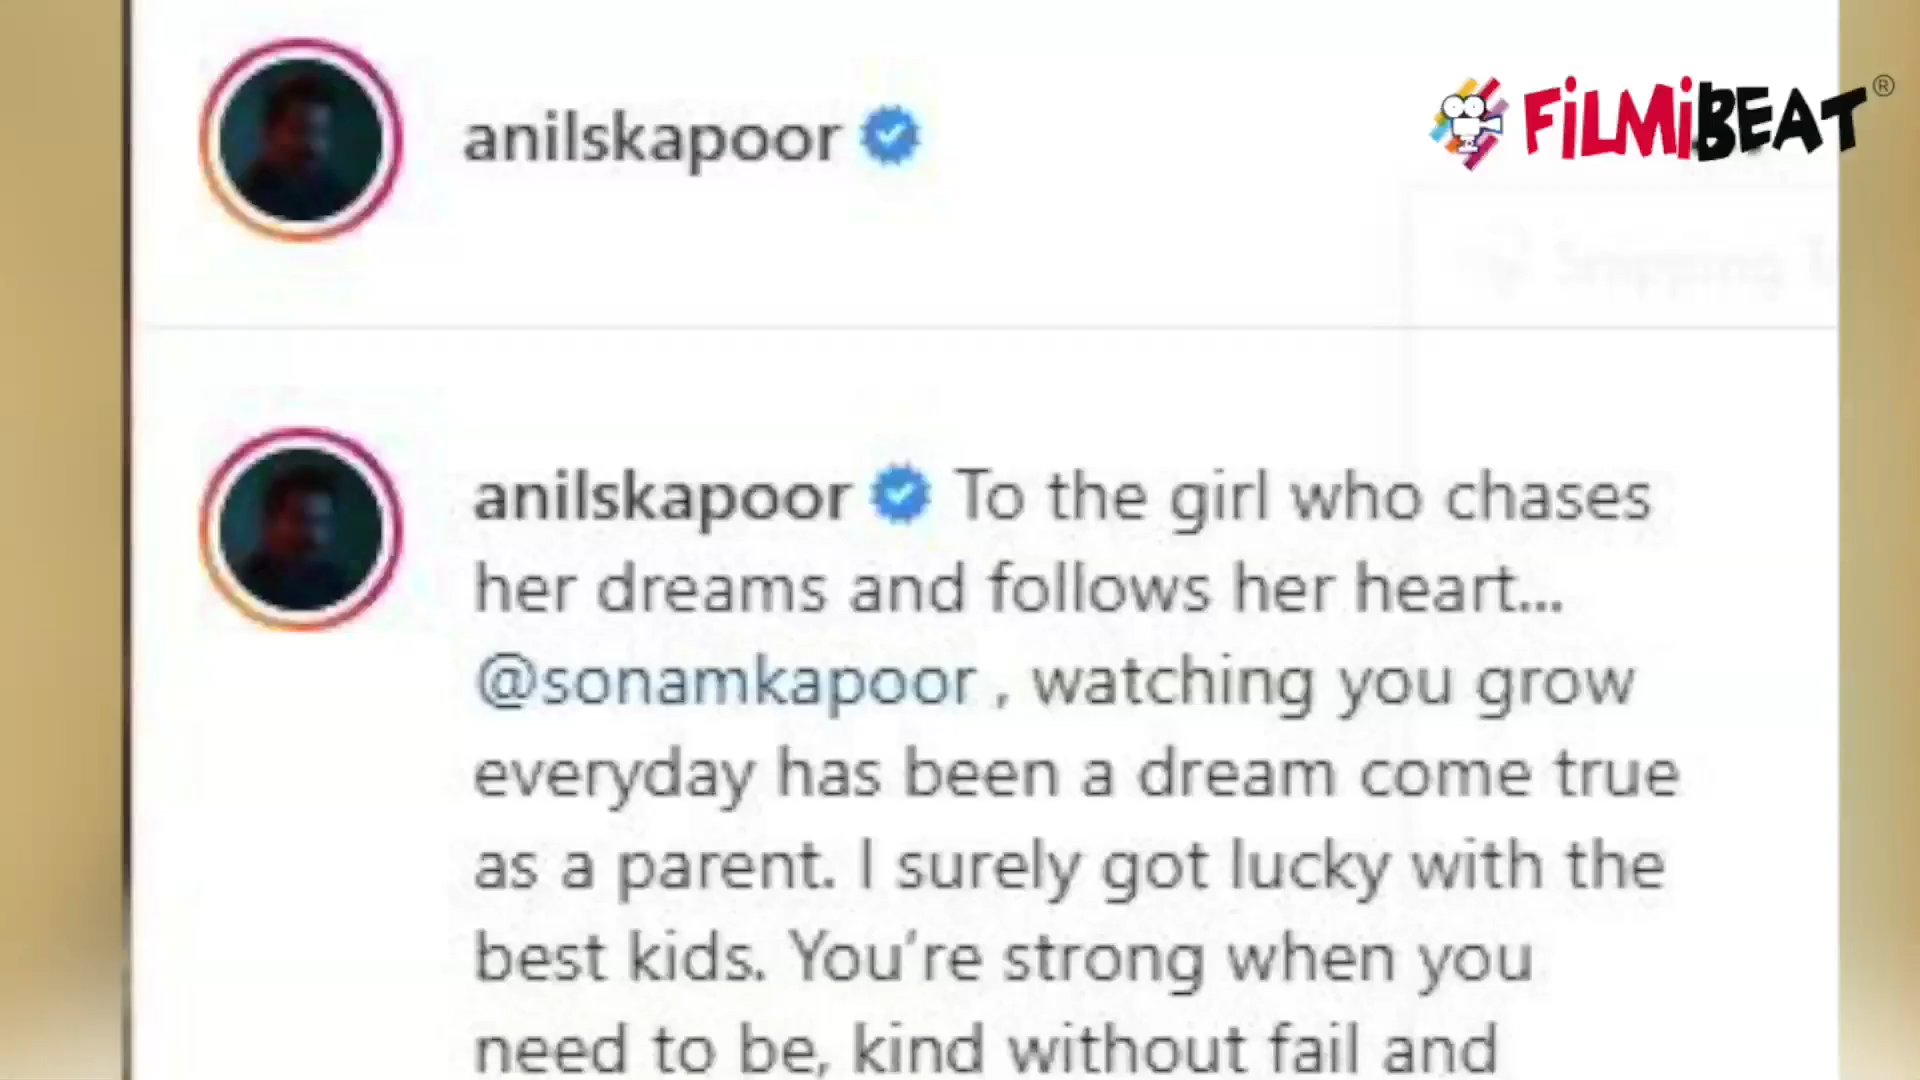 anilskapoor
FiLMiBEAT®
anilskapoor To the girl who chases
her dreams and follows her heart...
@sonamkapoor , watching you grow
everyday has been a dream come true
as a parent. I surely got lucky with the
best kids. You're strong when you
need to be, kind without fail and